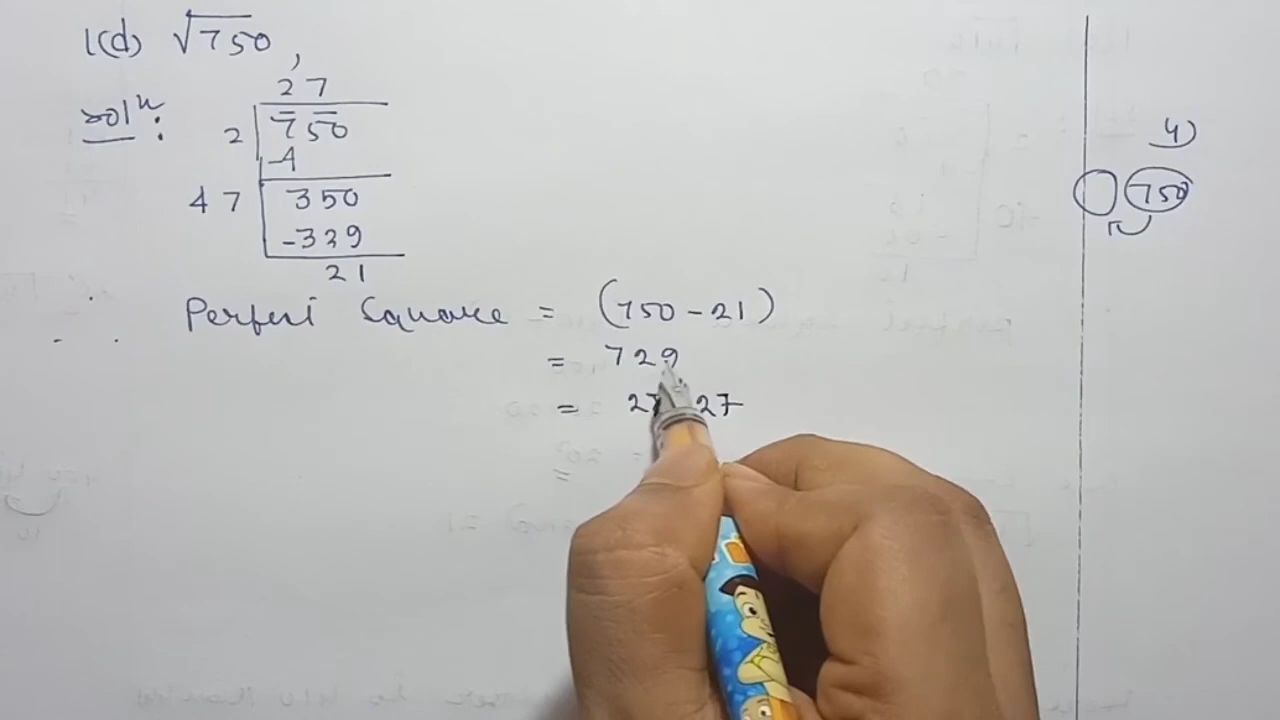 1(d) √750,
27
solⁿ: 2 750
-4
47 350
-329
21
Perfect Square = (750 - 21)
= 729
= 27 27
=
4)
750